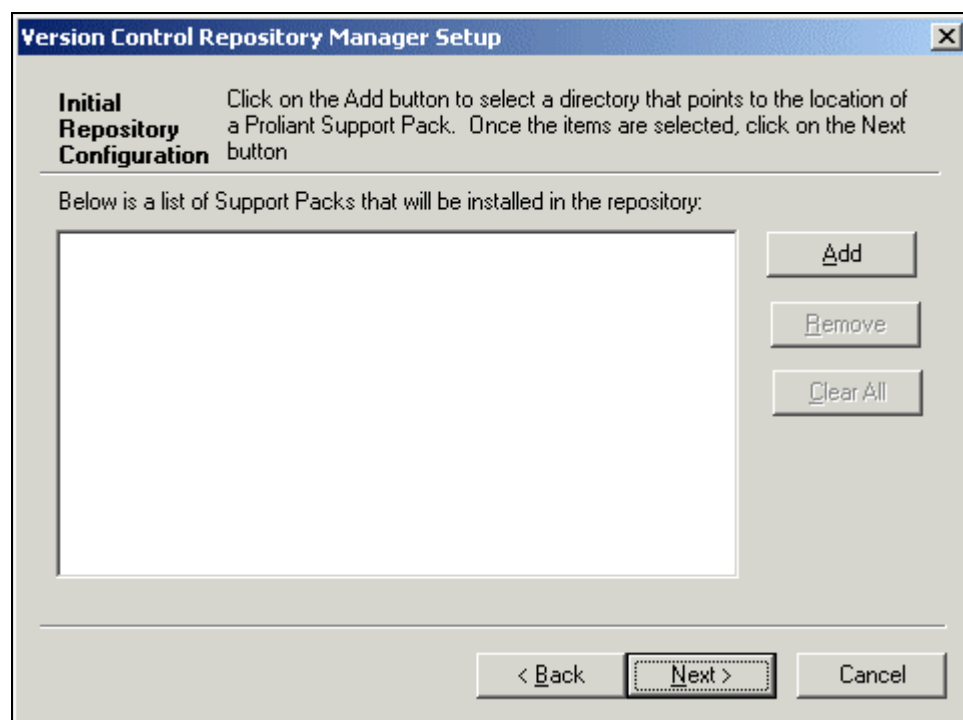 Version Control Repository Manager Setup
Initial
Repository
Configuration
Click on the Add button to select a directory that points to the location of
a Proliant Support Pack. Once the items are selected, click on the Next
button
Below is a list of Support Packs that will be installed in the repository:
Add
Remove
Clear All
< Back
Next >
Cancel